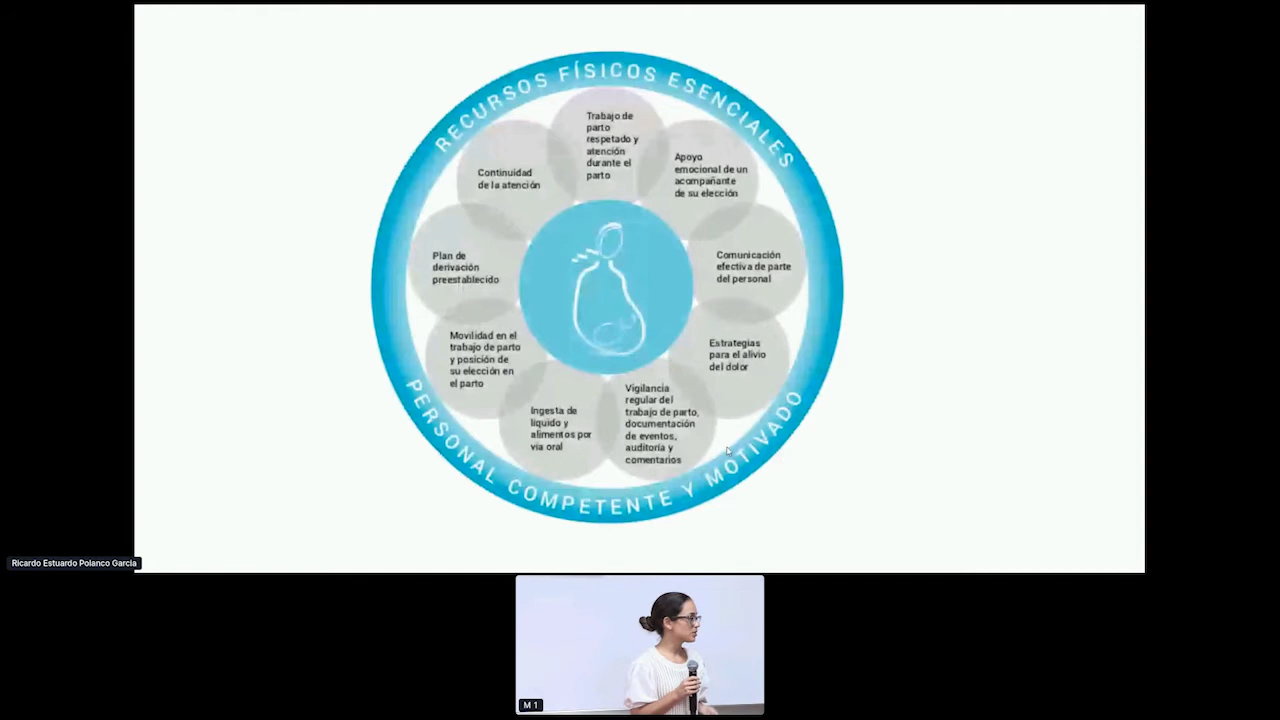 RECURSOS FÍSICOS ESENCIALES
Trabajo de
parto
respetado y
atención
durante el
parto
Apoyo
emocional de un
acompañante
de su elección
Comunicación
efectiva de parte
del personal
Estrategias
para el alivio
del dolor
Vigilancia
regular del
trabajo de parto,
documentación
de eventos,
auditoría y
comentarios
Ingesta de
líquido y
alimentos por
vía oral
Movilidad en el
trabajo de parto
y posición de
su elección en
el parto
Plan de
derivación
preestablecido
Continuidad
de la atención
PERSONAL COMPETENTE Y MOTIVADO
Ricardo Estuardo Polanco Garcia
M 1